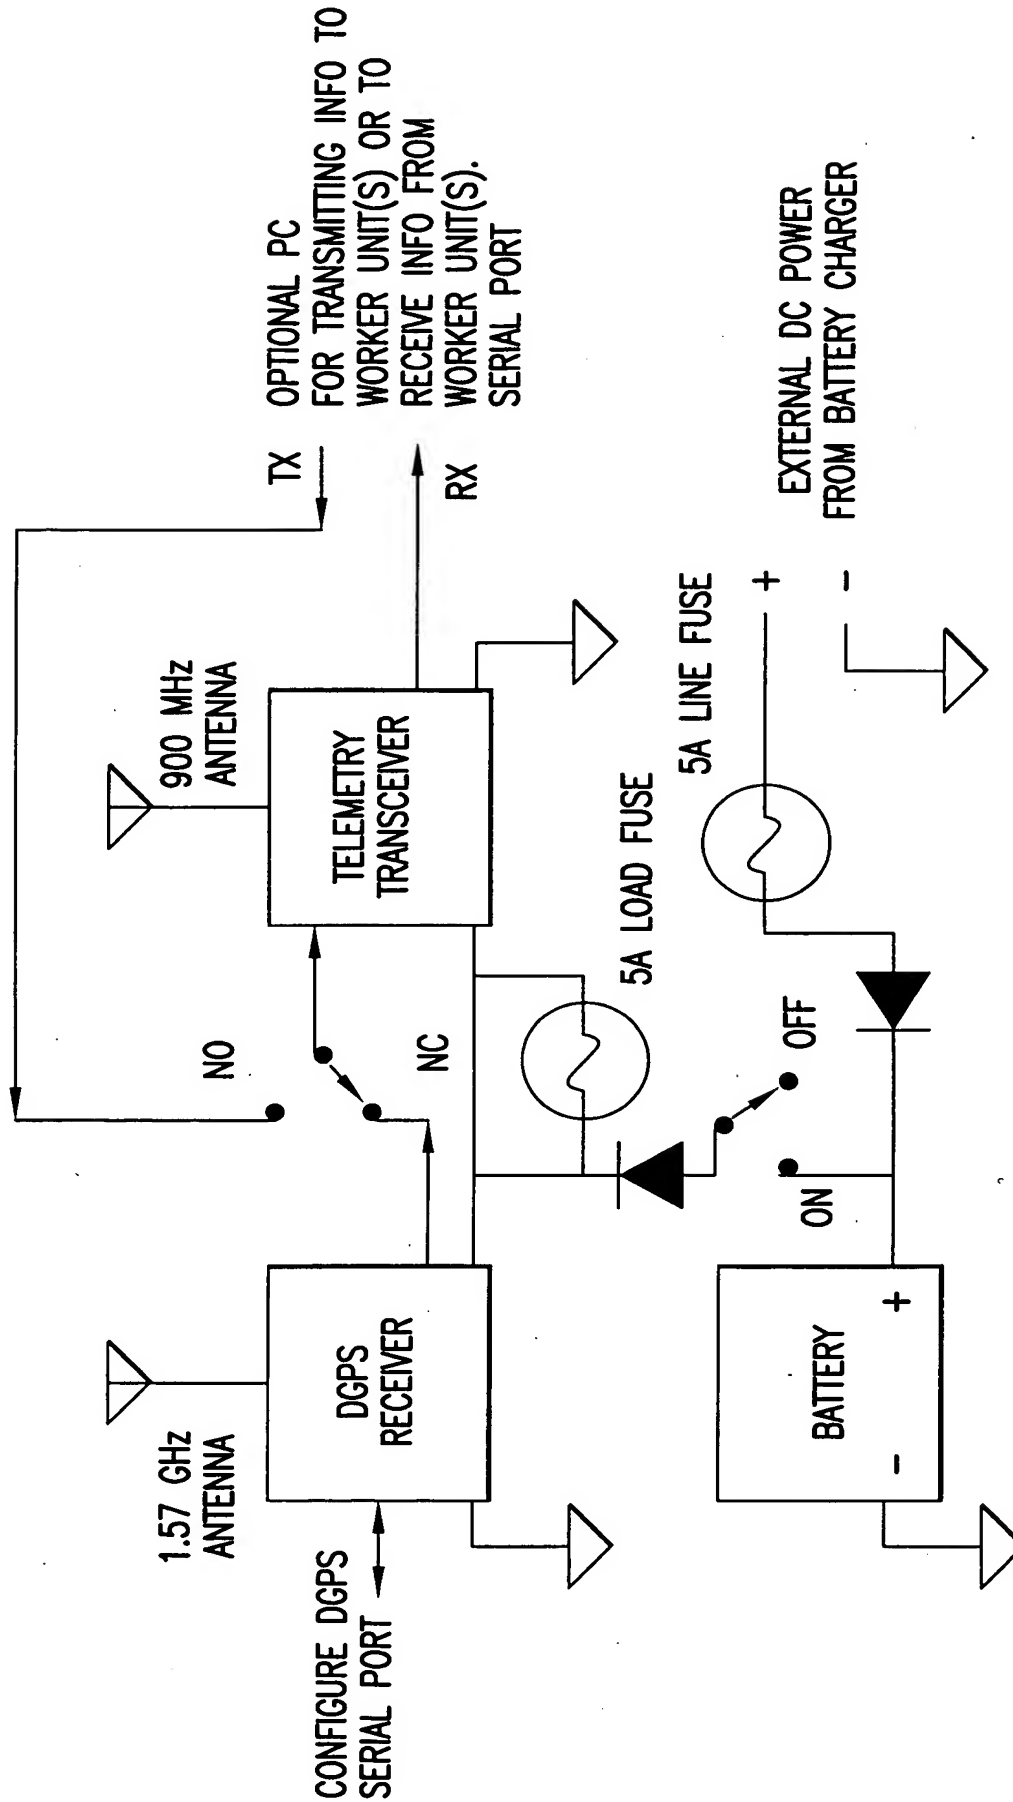 1.57 GHz
ANTENNA
900 MHz
ANTENNA
CONFIGURE DGPS
SERIAL PORT
DGPS
RECEIVER
NO
NC
TELEMETRY
TRANSCEIVER
TX
RX
OPTIONAL PC
FOR TRANSMITTING INFO TO
WORKER UNIT(S) OR TO
RECEIVE INFO FROM
WORKER UNIT(S).
SERIAL PORT
5A LOAD FUSE
5A LINE FUSE
ON
OFF
BATTERY
- +
+
-
EXTERNAL DC POWER
FROM BATTERY CHARGER